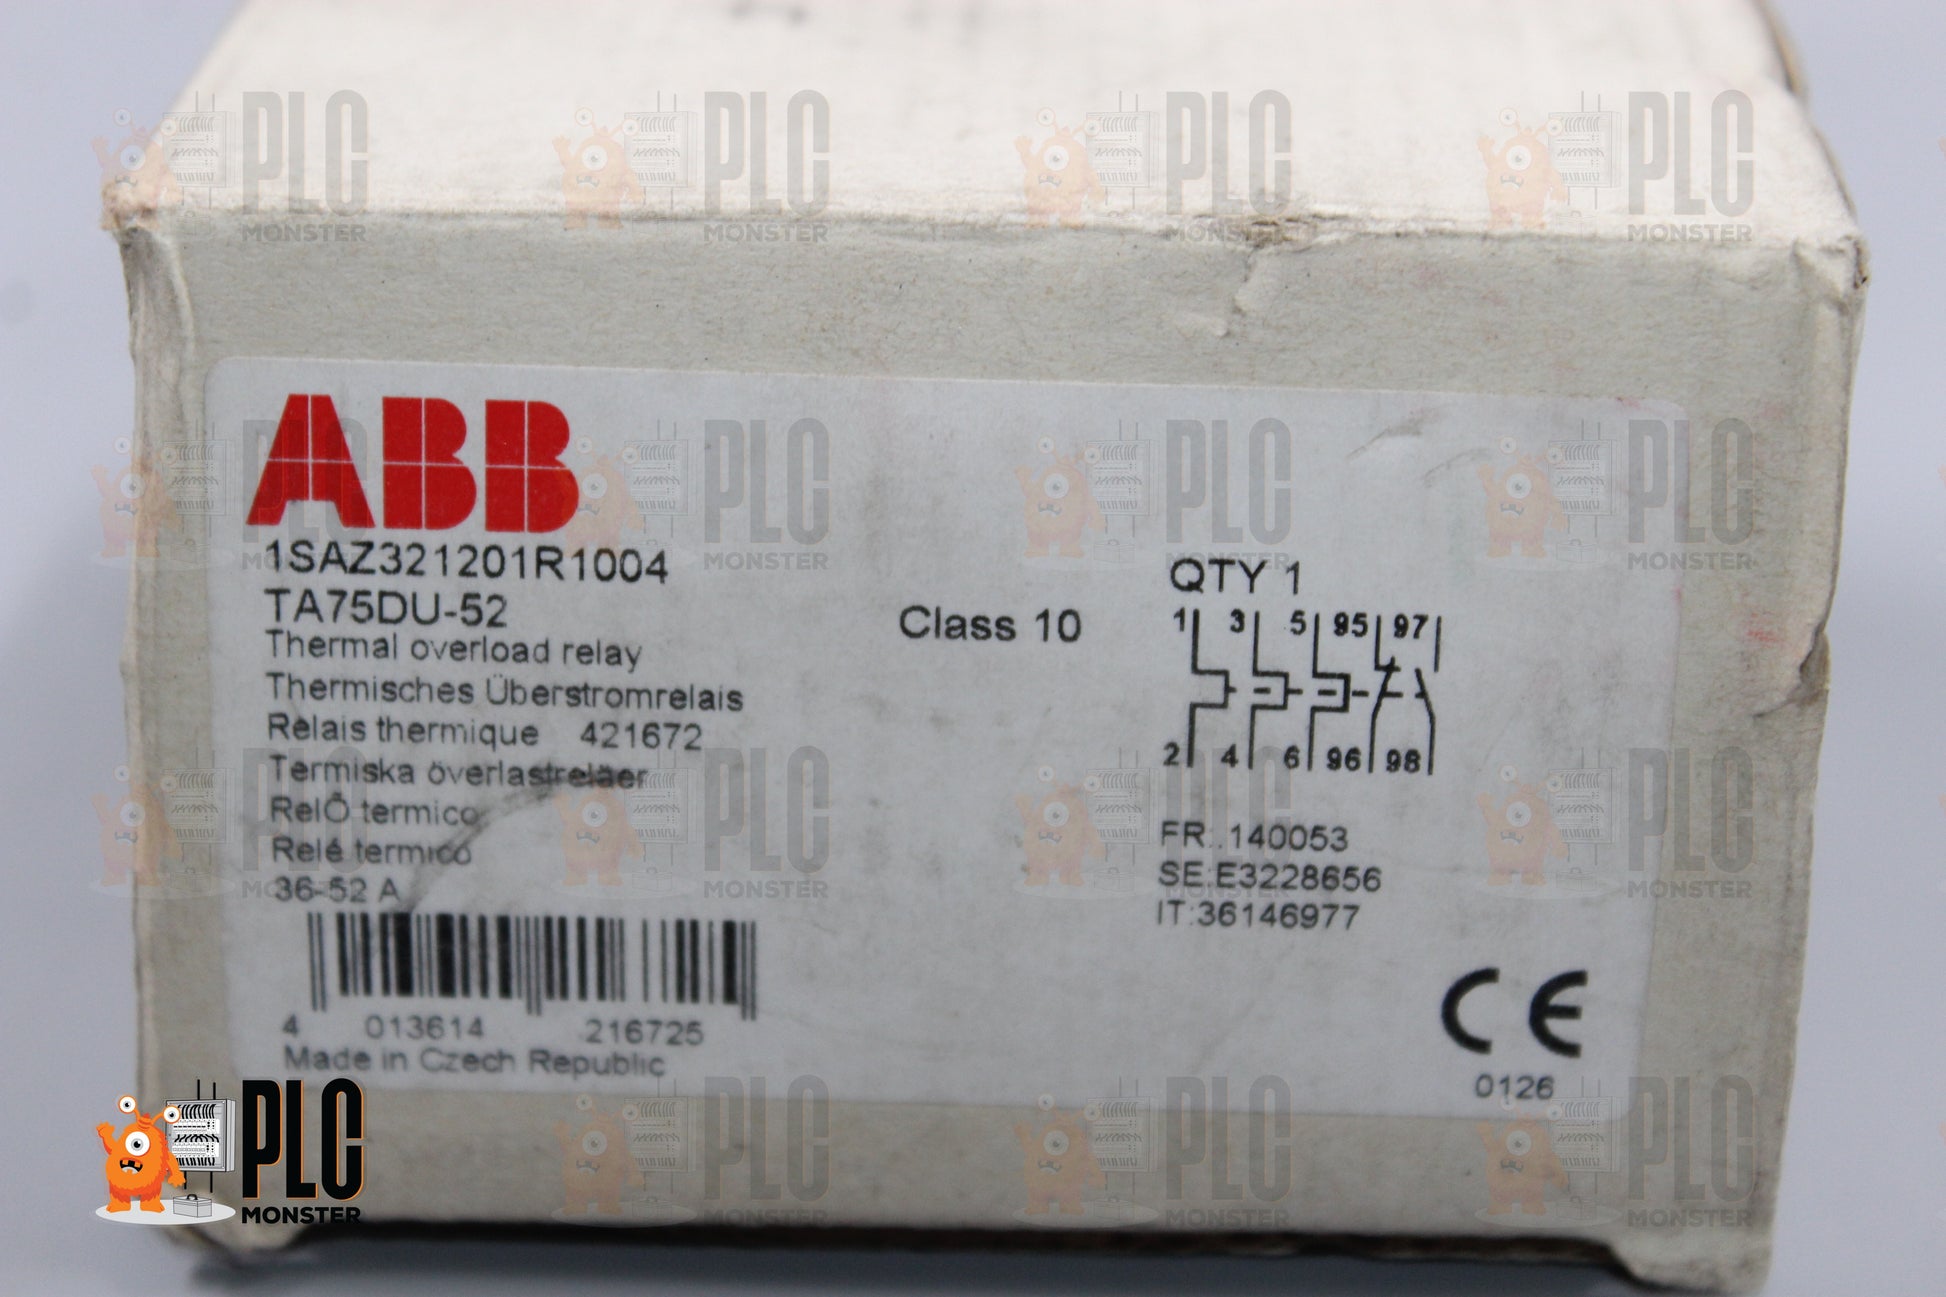 ABB
1SAZ321201R1004
TA75DU-52
Thermal overload relay
Thermisches Überstromrelais
Relais thermique 421672
Termiska överlastreläer
RelÕ termico
Relé termico
36-52 A
4 013614 216725
Made in Czech Republic
Class 10
QTY 1
1 3 5 95 97
2 4 6 96 98
FR:.140053
SE:E3228656
IT:36146977
CE
0126
PLC
MONSTER